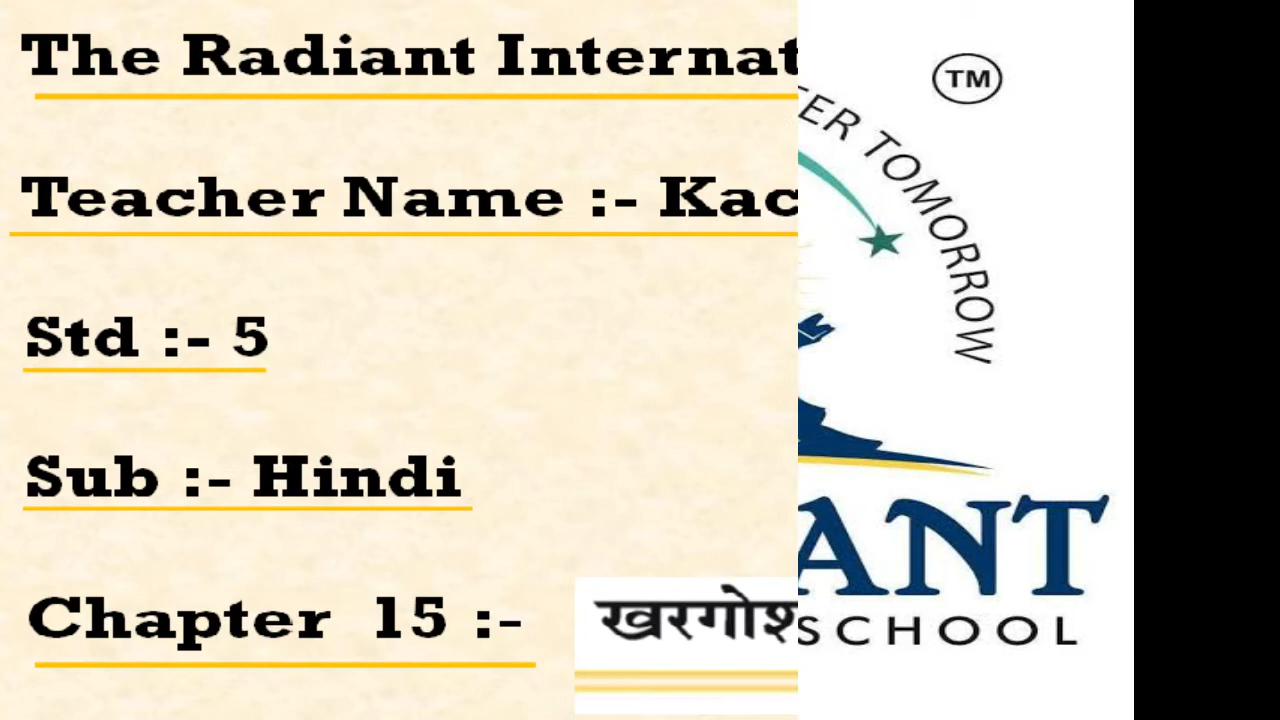 The Radiant Internat
Teacher Name :- Kac
Std :- 5
Sub :- Hindi
Chapter 15 :-
खरगोश
TM
ER TOMORROW
ANT
SCHOOL